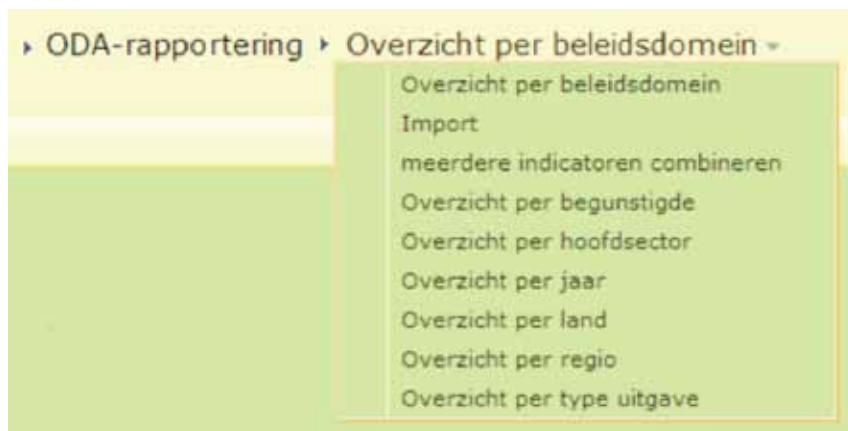 ODA-rapportering Overzicht per beleidsdomein
Overzicht per beleidsdomein
Import
meerdere indicatoren combineren
Overzicht per begunstigde
Overzicht per hoofdsector
Overzicht per jaar
Overzicht per land
Overzicht per regio
Overzicht per type uitgave